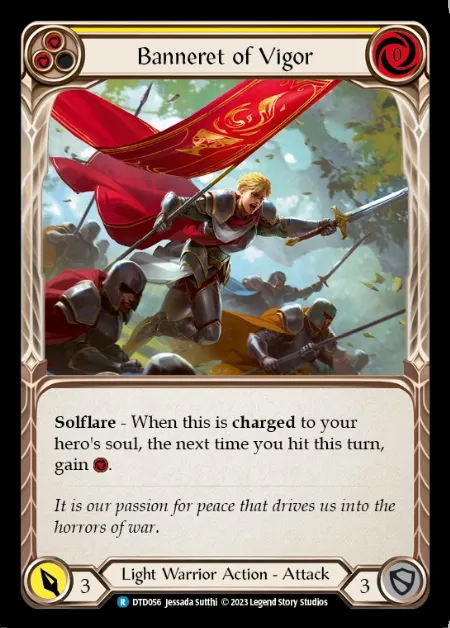 Banneret of Vigor
0
Solflare - When this is charged to your
hero's soul, the next time you hit this turn,
gain .
It is our passion for peace that drives us into the
horrors of war.
3
Light Warrior Action - Attack
3
R DTD056 Jessada Sutthi © 2023 Legend Story Studios